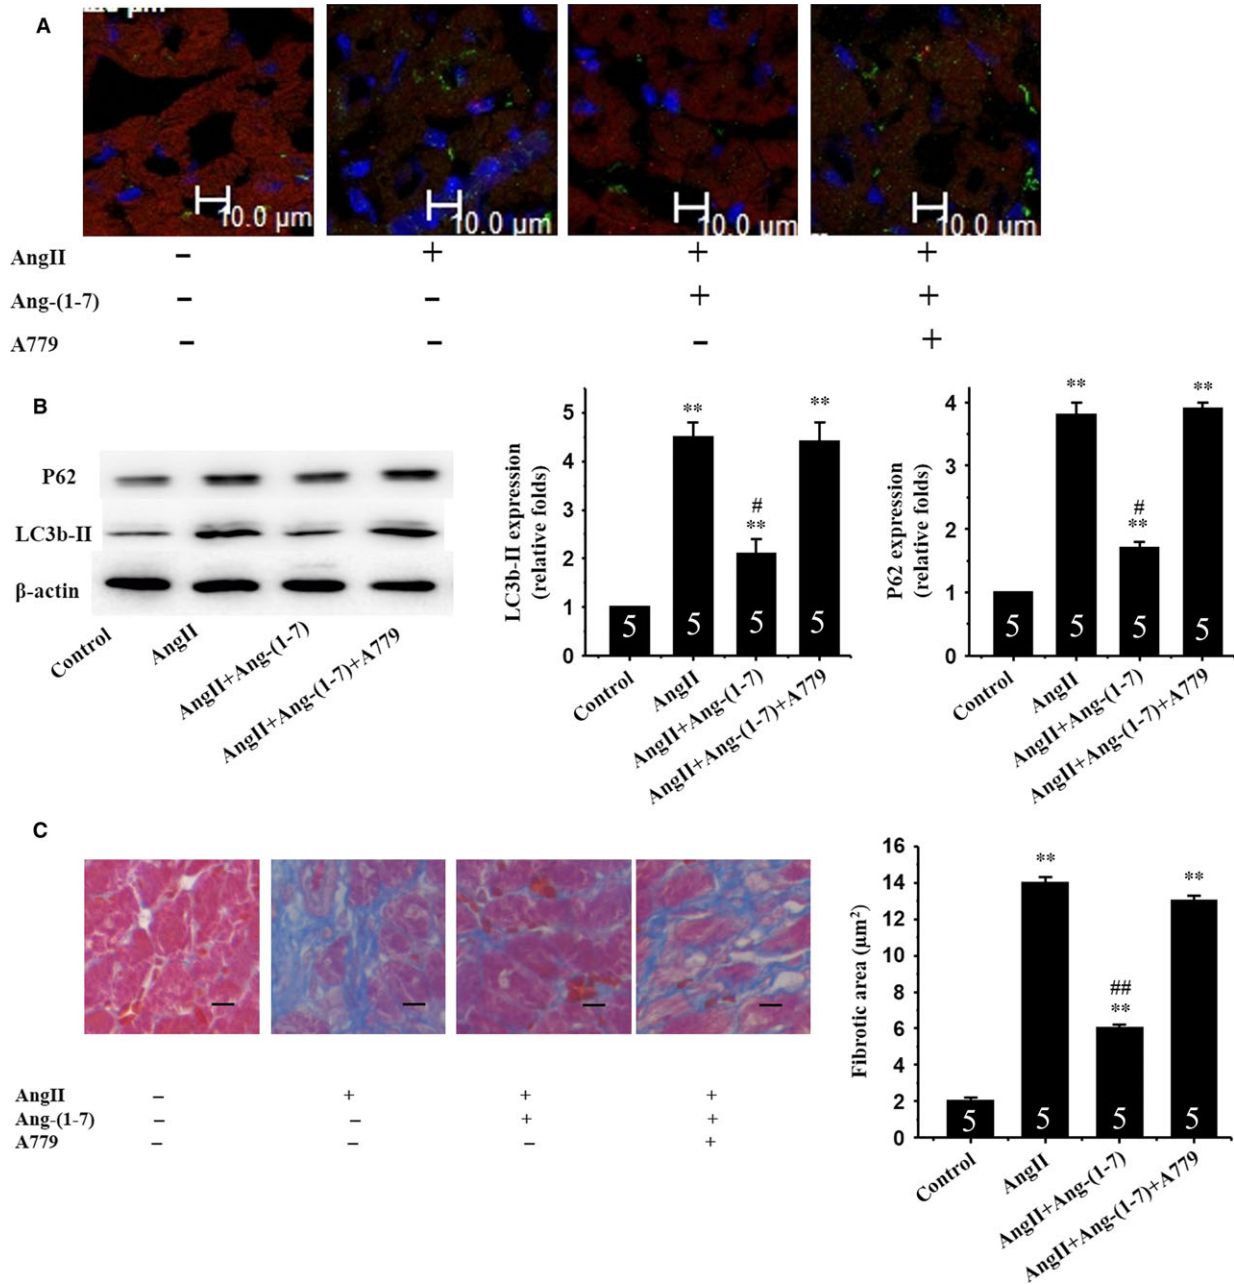 A
10.0 µm 10.0 µm 10.0 µm 10.0 µm
AngII − + + +
Ang-(1-7) − − + +
A779 − − − +
B
P62
LC3b-II
β-actin
Control
AngII
AngII+Ang-(1-7)
AngII+Ang-(1-7)+A779
LC3b-II expression
(relative folds)
5
4
3
2
1
0
**
#
**
**
5 5 5 5
Control
AngII
AngII+Ang-(1-7)
AngII+Ang-(1-7)+A779
P62 expression
(relative folds)
4
3
2
1
0
**
#
**
**
5 5 5 5
Control
AngII
AngII+Ang-(1-7)
AngII+Ang-(1-7)+A779
C
AngII − + + +
Ang-(1-7) − − + +
A779 − − − +
Fibrotic area (µm²)
16
14
12
10
8
6
4
2
0
**
##
**
**
5 5 5 5
Control
AngII
AngII+Ang-(1-7)
AngII+Ang-(1-7)+A779